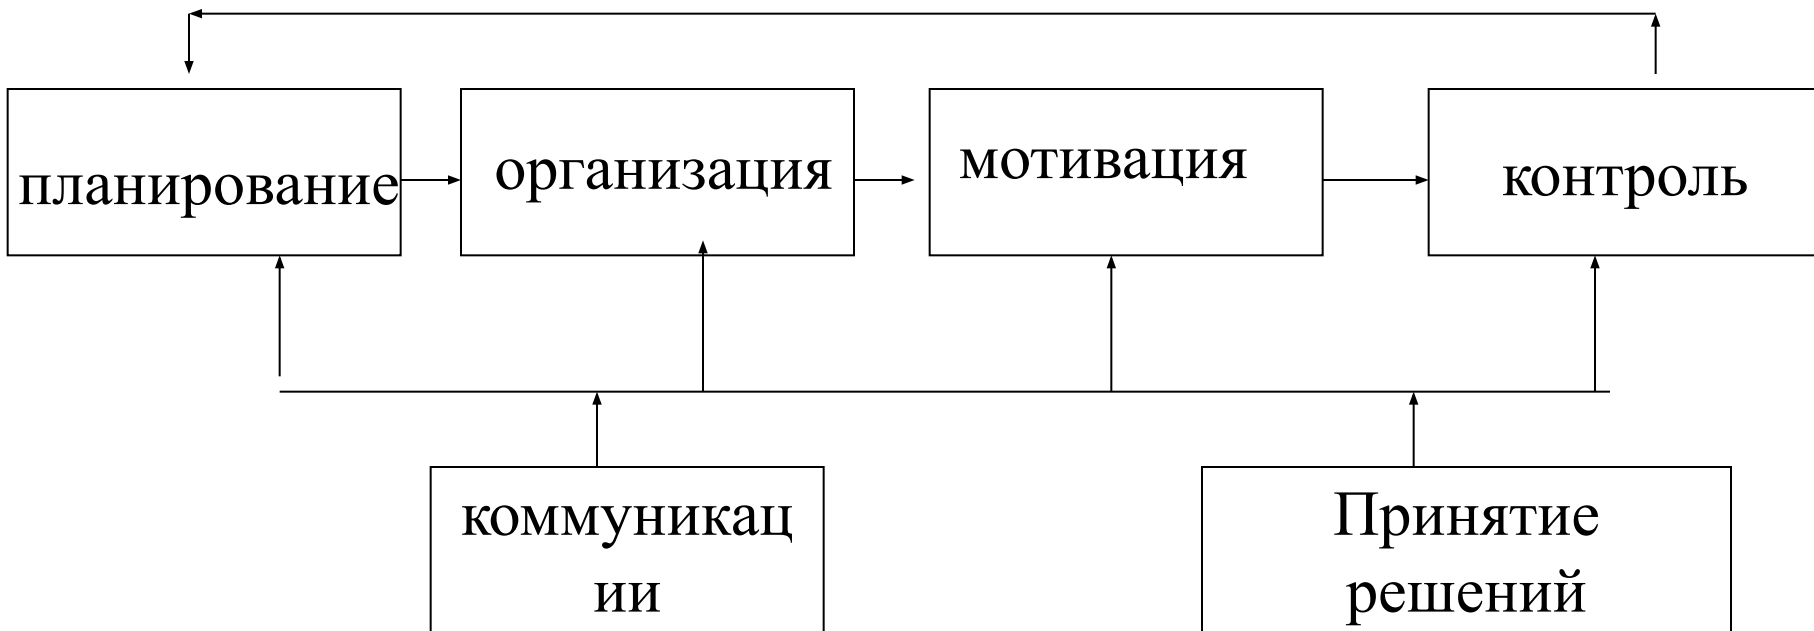 планирование
организация
мотивация
контроль
коммуникац
ии
Принятие
решений